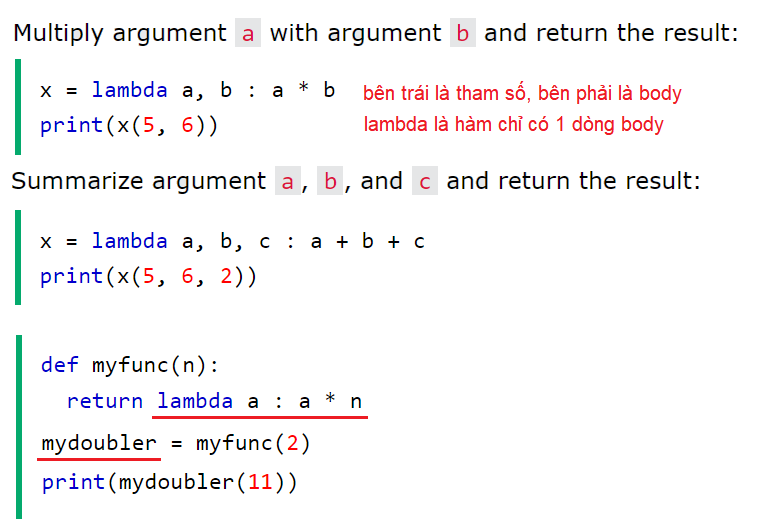 Multiply argument a with argument b and return the result:
x = lambda a, b : a * b
bên trái là tham số, bên phải là body
print(x(5, 6))
lambda là hàm chỉ có 1 dòng body
Summarize argument a, b, and c and return the result:
x = lambda a, b, c : a + b + c
print(x(5, 6, 2))
def myfunc(n):
  return lambda a : a * n
mydoubler = myfunc(2)
print(mydoubler(11))